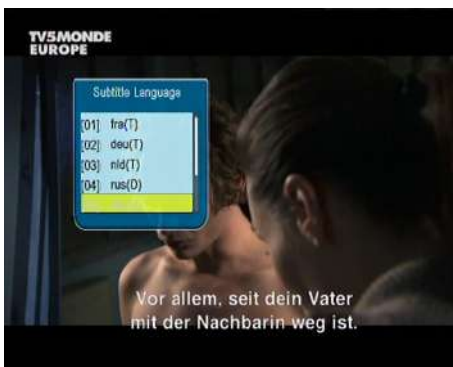 TV5MONDE
EUROPE
Subtitle Language
[01] fra(T)
[02] deu(T)
[03] nld(T)
[04] rus(D)
Vor allem, seit dein Vater
mit der Nachbarin weg ist.